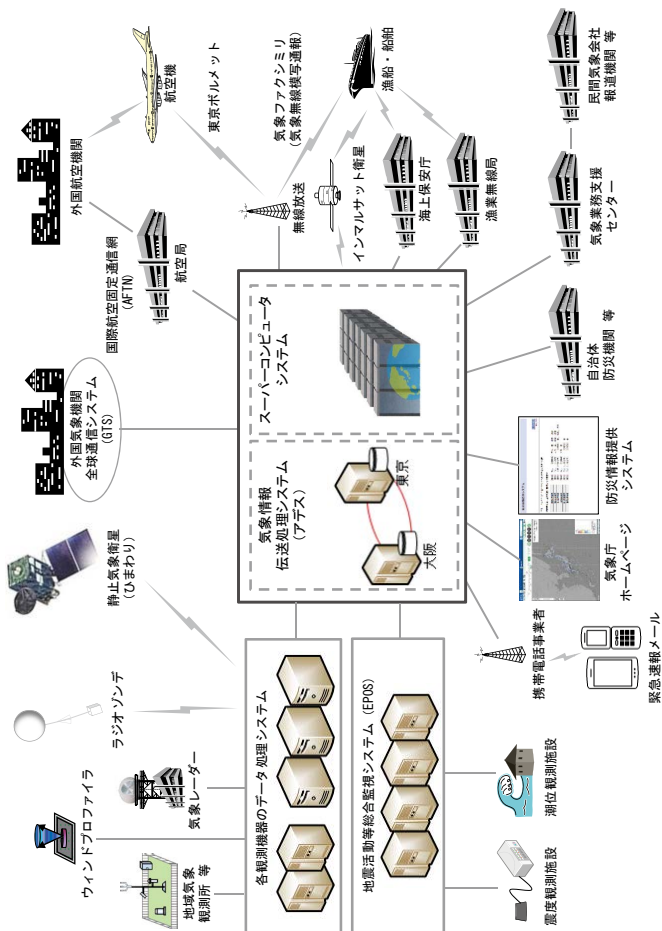 ウィンドプロファイラ
ラジオゾンデ
静止気象衛星
(ひまわり)
外国気象機関
全球通信システム
(GTS)
外国航空機関
国際航空固定通信網
(AFTN)
航空局
航空機
東京ボルメット
地域気象
観測所 等
気象レーダー
各観測機器のデータ処理システム
気象情報
伝送処理システム
(アデス)
大阪
東京
スーパーコンピュータ
システム
無線放送
気象ファクシミリ
(気象無線模写通報)
インマルサット衛星
漁船・船舶
海上保安庁
漁業無線局
地震活動等総合監視システム(EPOS)
震度観測施設
潮位観測施設
携帯電話事業者
緊急速報メール
気象庁
ホームページ
防災情報提供
システム
自治体
防災機関 等
気象業務支援
センター
民間気象会社
報道機関 等